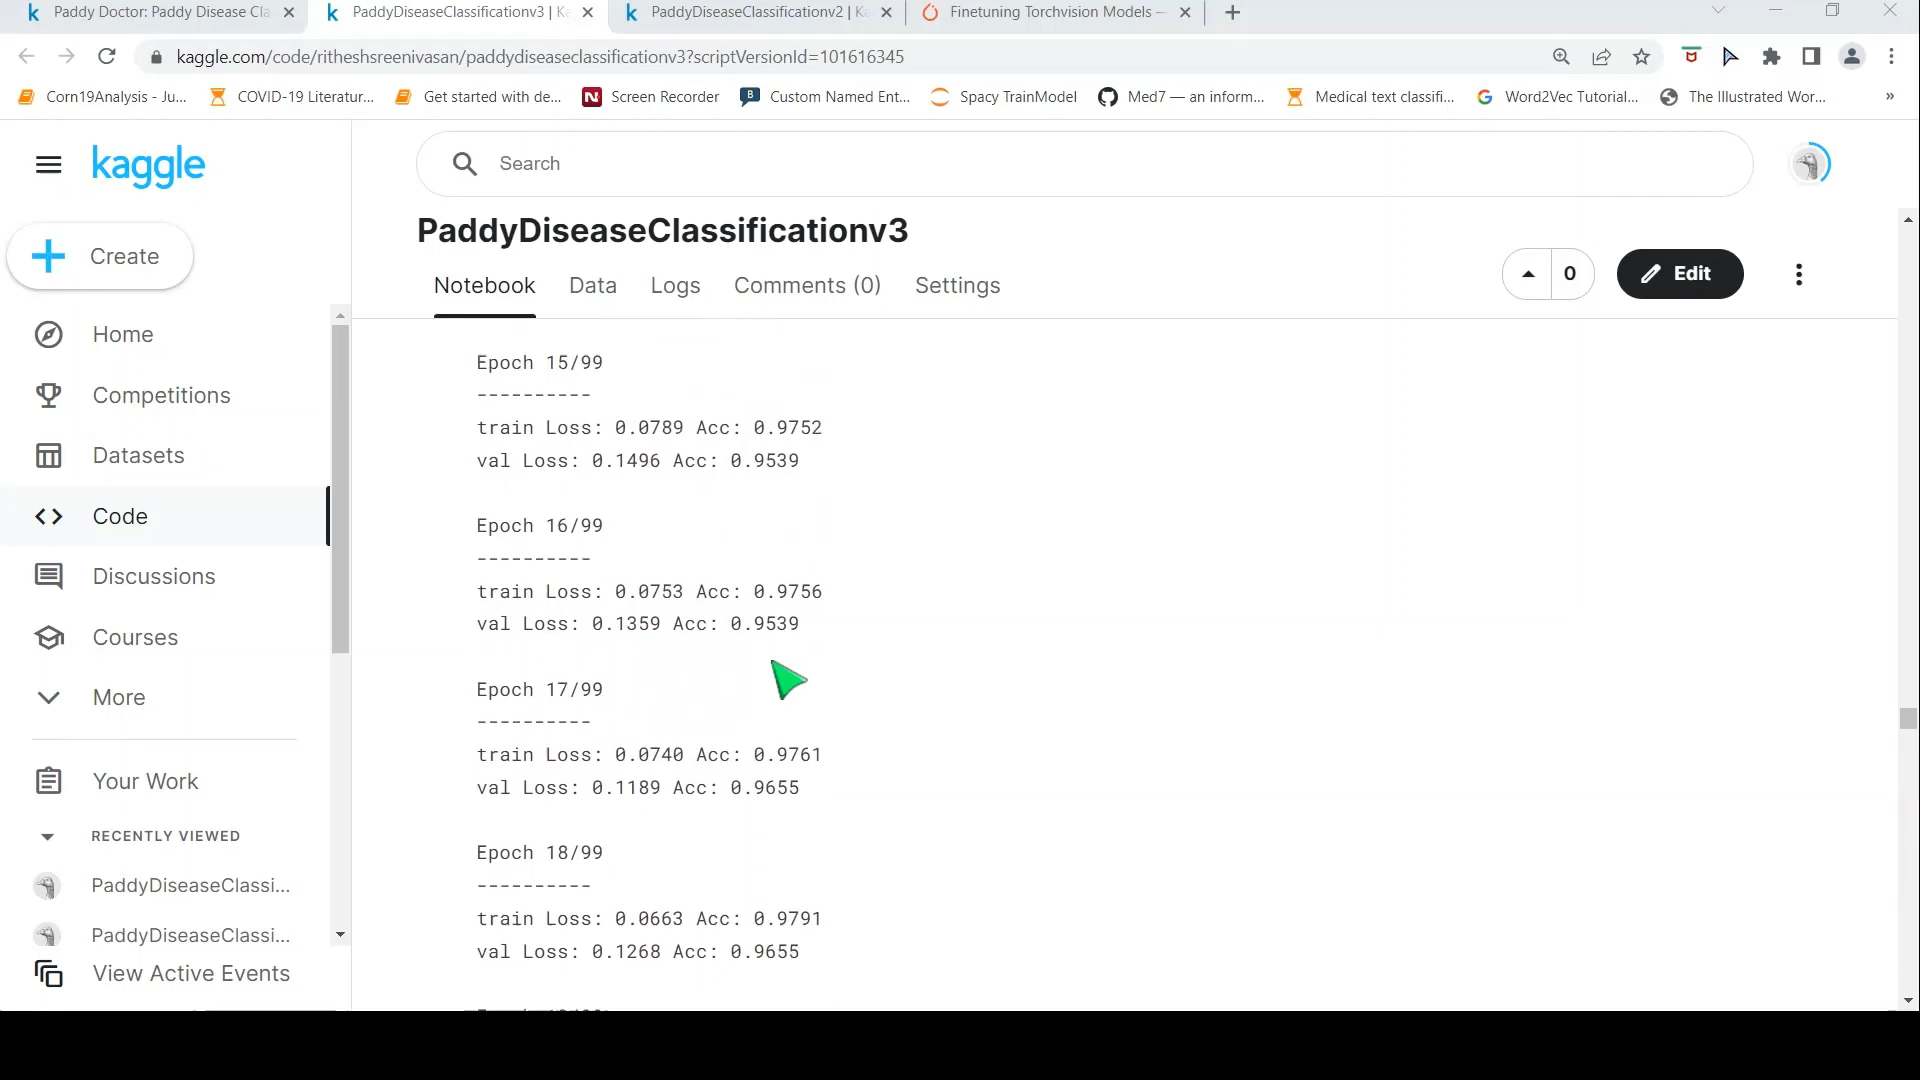 Paddy Doctor: Paddy Disease Cla
PaddyDiseaseClassificationv3 | Ka
PaddyDiseaseClassificationv2 | Ka
Finetuning Torchvision Models —
kaggle.com/code/ritheshsreenivasan/paddydiseaseclassificationv3?scriptVersionId=101616345
Corn19Analysis - Ju...
COVID-19 Literatur...
Get started with de...
Screen Recorder
Custom Named Ent...
Spacy TrainModel
Med7 — an inform...
Medical text classifi...
Word2Vec Tutorial...
The Illustrated Wor...
»
kaggle
Search
Create
Home
Competitions
Datasets
Code
Discussions
Courses
More
Your Work
RECENTLY VIEWED
PaddyDiseaseClassi...
PaddyDiseaseClassi...
View Active Events
PaddyDiseaseClassificationv3
Notebook
Data
Logs
Comments (0)
Settings
0
Edit
Epoch 15/99
----------
train Loss: 0.0789 Acc: 0.9752
val Loss: 0.1496 Acc: 0.9539
Epoch 16/99
----------
train Loss: 0.0753 Acc: 0.9756
val Loss: 0.1359 Acc: 0.9539
Epoch 17/99
----------
train Loss: 0.0740 Acc: 0.9761
val Loss: 0.1189 Acc: 0.9655
Epoch 18/99
----------
train Loss: 0.0663 Acc: 0.9791
val Loss: 0.1268 Acc: 0.9655